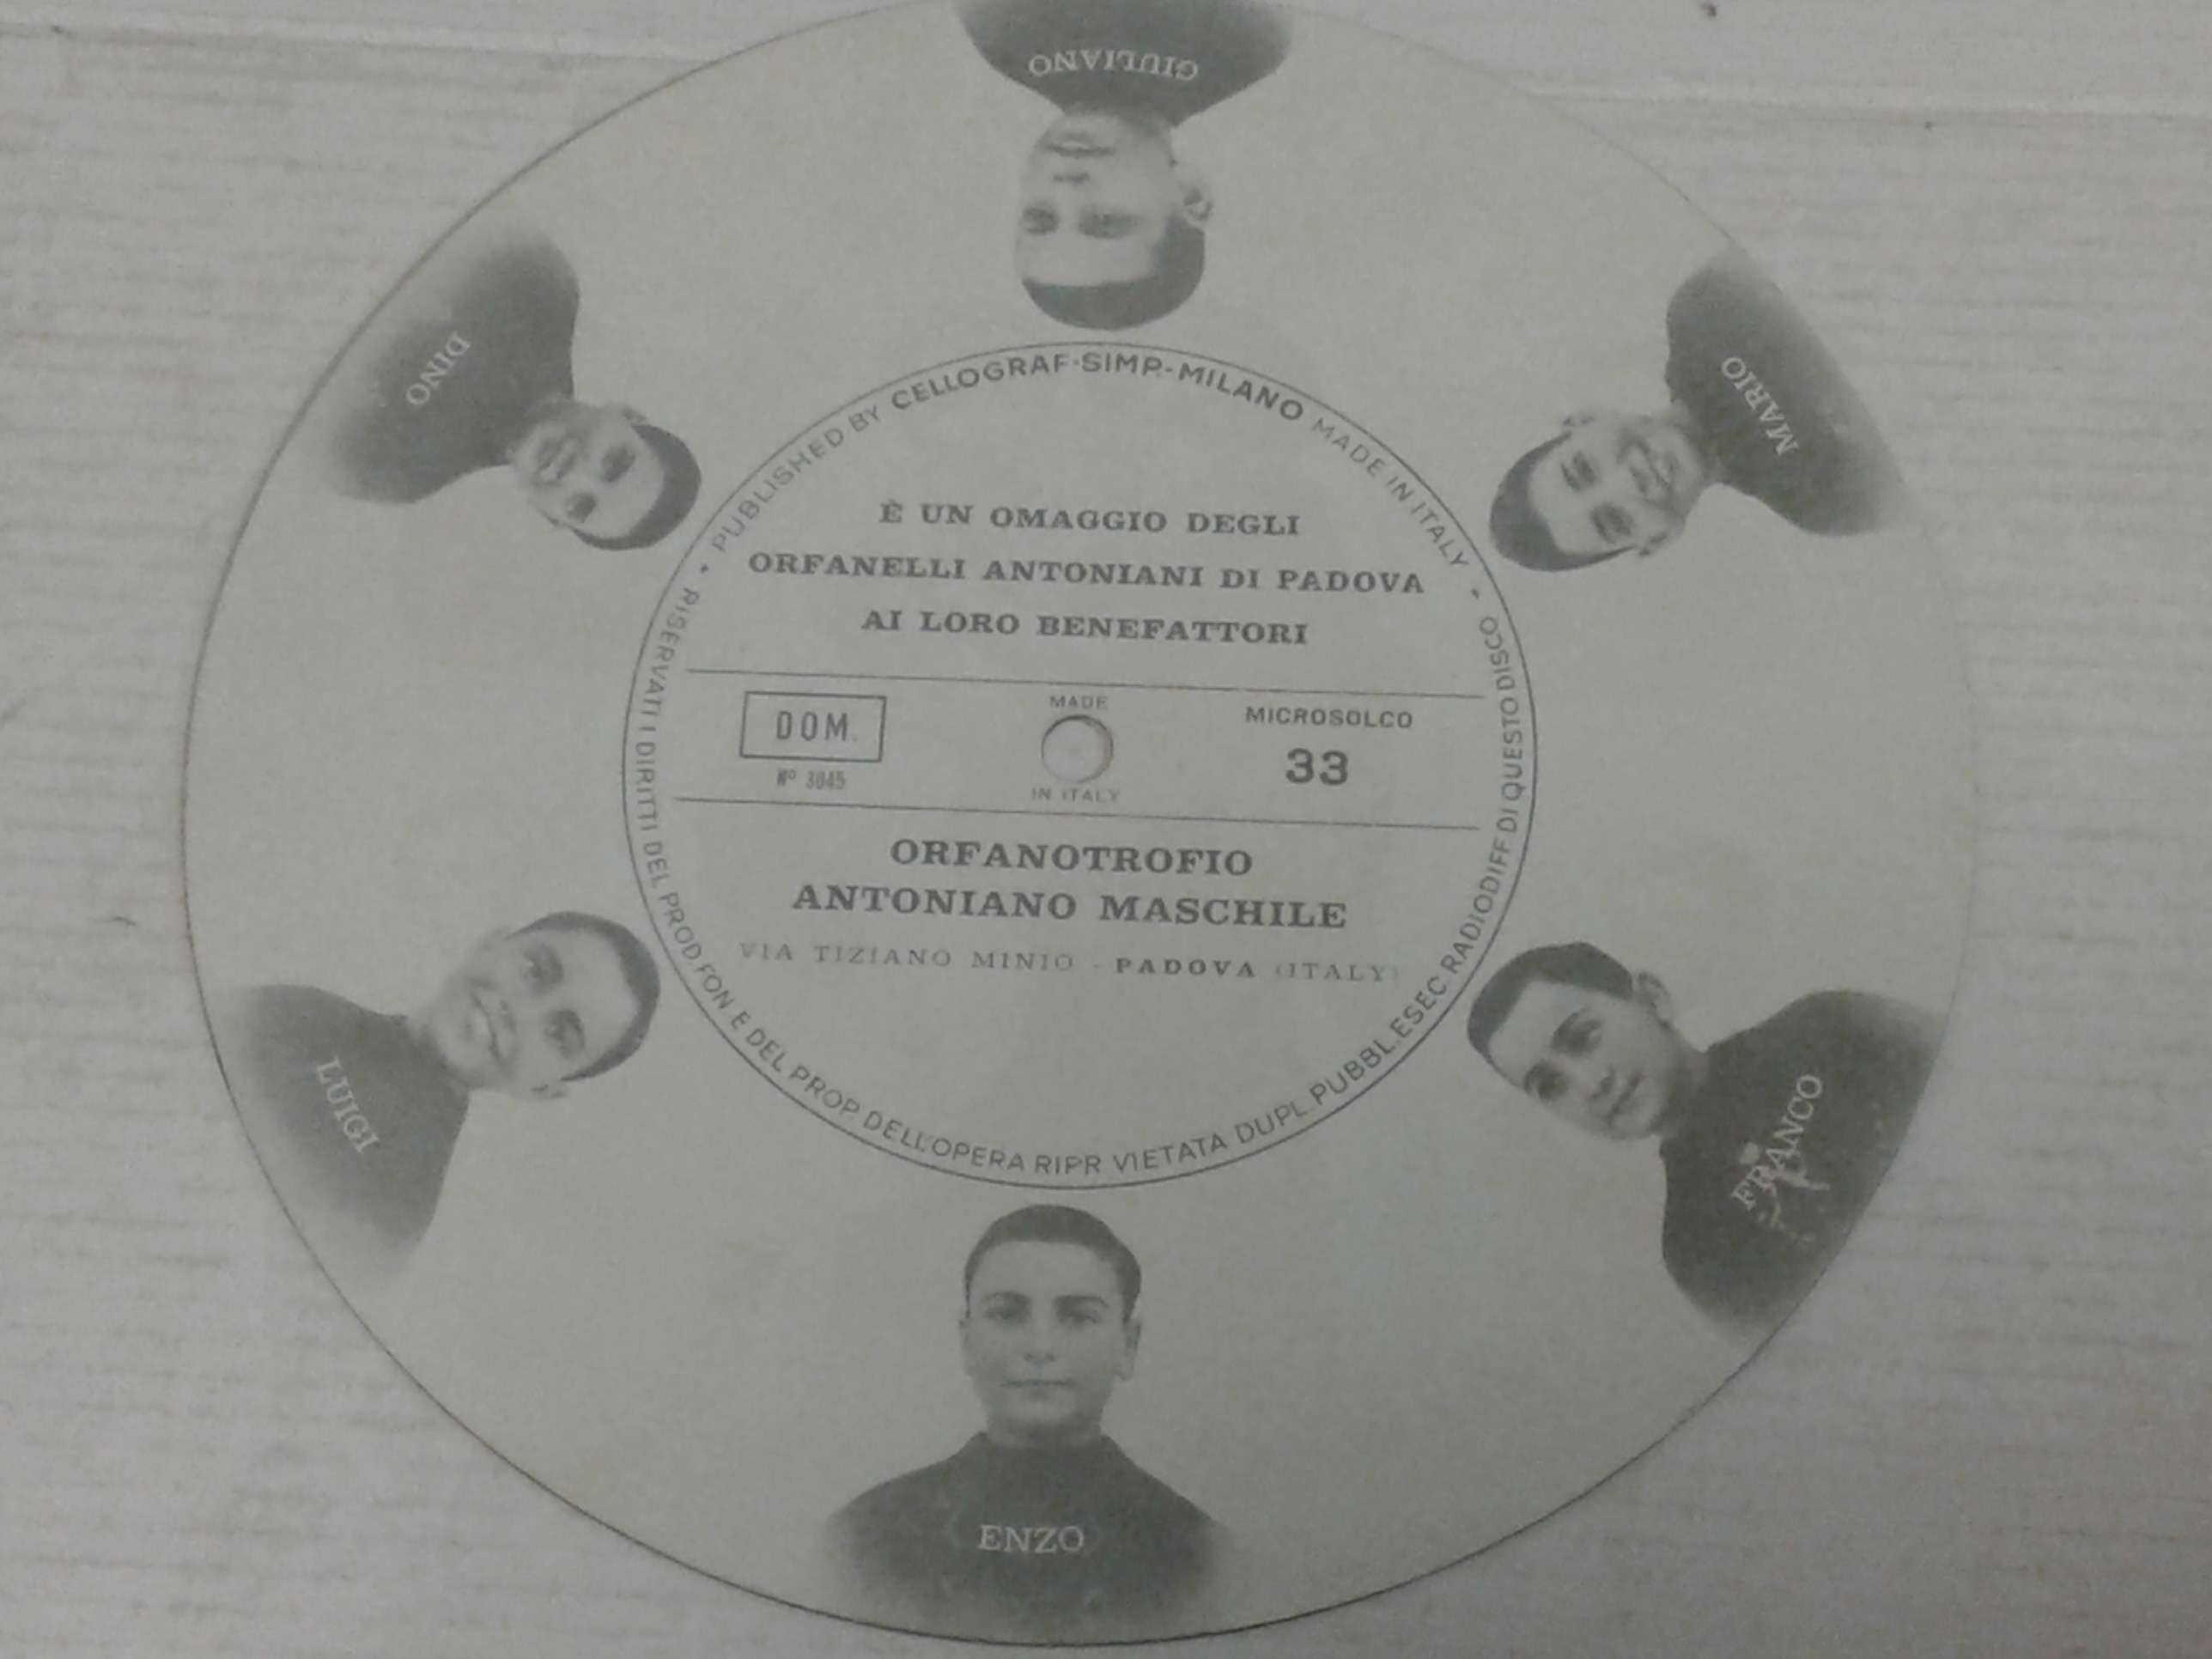 GIULIANO
DINO
MARIO
• PUBLISHED BY CELLOGRAF-SIMP.-MILANO MADE IN ITALY •
È UN OMAGGIO DEGLI
ORFANELLI ANTONIANI DI PADOVA
AI LORO BENEFATTORI
DOM.
Nº 3045
MADE
IN ITALY
MICROSOLCO
33
ORFANOTROFIO
ANTONIANO MASCHILE
VIA TIZIANO MINIO - PADOVA (ITALY)
RISERVATI I DIRITTI DEL PROD FON E DEL PROP DELL'OPERA RIPR VIETATA DUPL. PUBBL. ESEC RADIODIFF DI QUESTO DISCO
LUIGI
FRANCO
ENZO